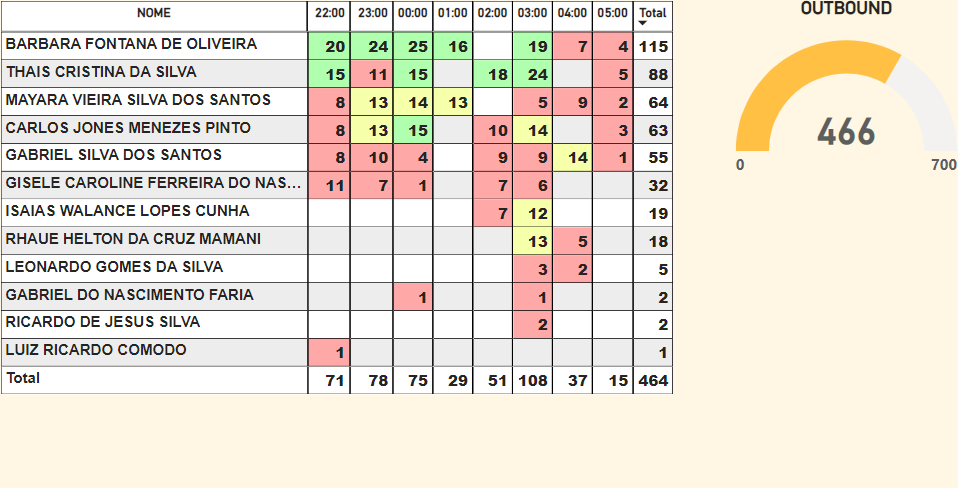 NOME 22:00 23:00 00:00 01:00 02:00 03:00 04:00 05:00 Total
BARBARA FONTANA DE OLIVEIRA 20 24 25 16 19 7 4 115
THAIS CRISTINA DA SILVA 15 11 15 18 24 5 88
MAYARA VIEIRA SILVA DOS SANTOS 8 13 14 13 5 9 2 64
CARLOS JONES MENEZES PINTO 8 13 15 10 14 3 63
GABRIEL SILVA DOS SANTOS 8 10 4 9 9 14 1 55
GISELE CAROLINE FERREIRA DO NAS... 11 7 1 7 6 32
ISAIAS WALANCE LOPES CUNHA 7 12 19
RHAUE HELTON DA CRUZ MAMANI 13 5 18
LEONARDO GOMES DA SILVA 3 2 5
GABRIEL DO NASCIMENTO FARIA 1 1 2
RICARDO DE JESUS SILVA 2 2
LUIZ RICARDO COMODO 1 1
Total 71 78 75 29 51 108 37 15 464
OUTBOUND
466
0 700